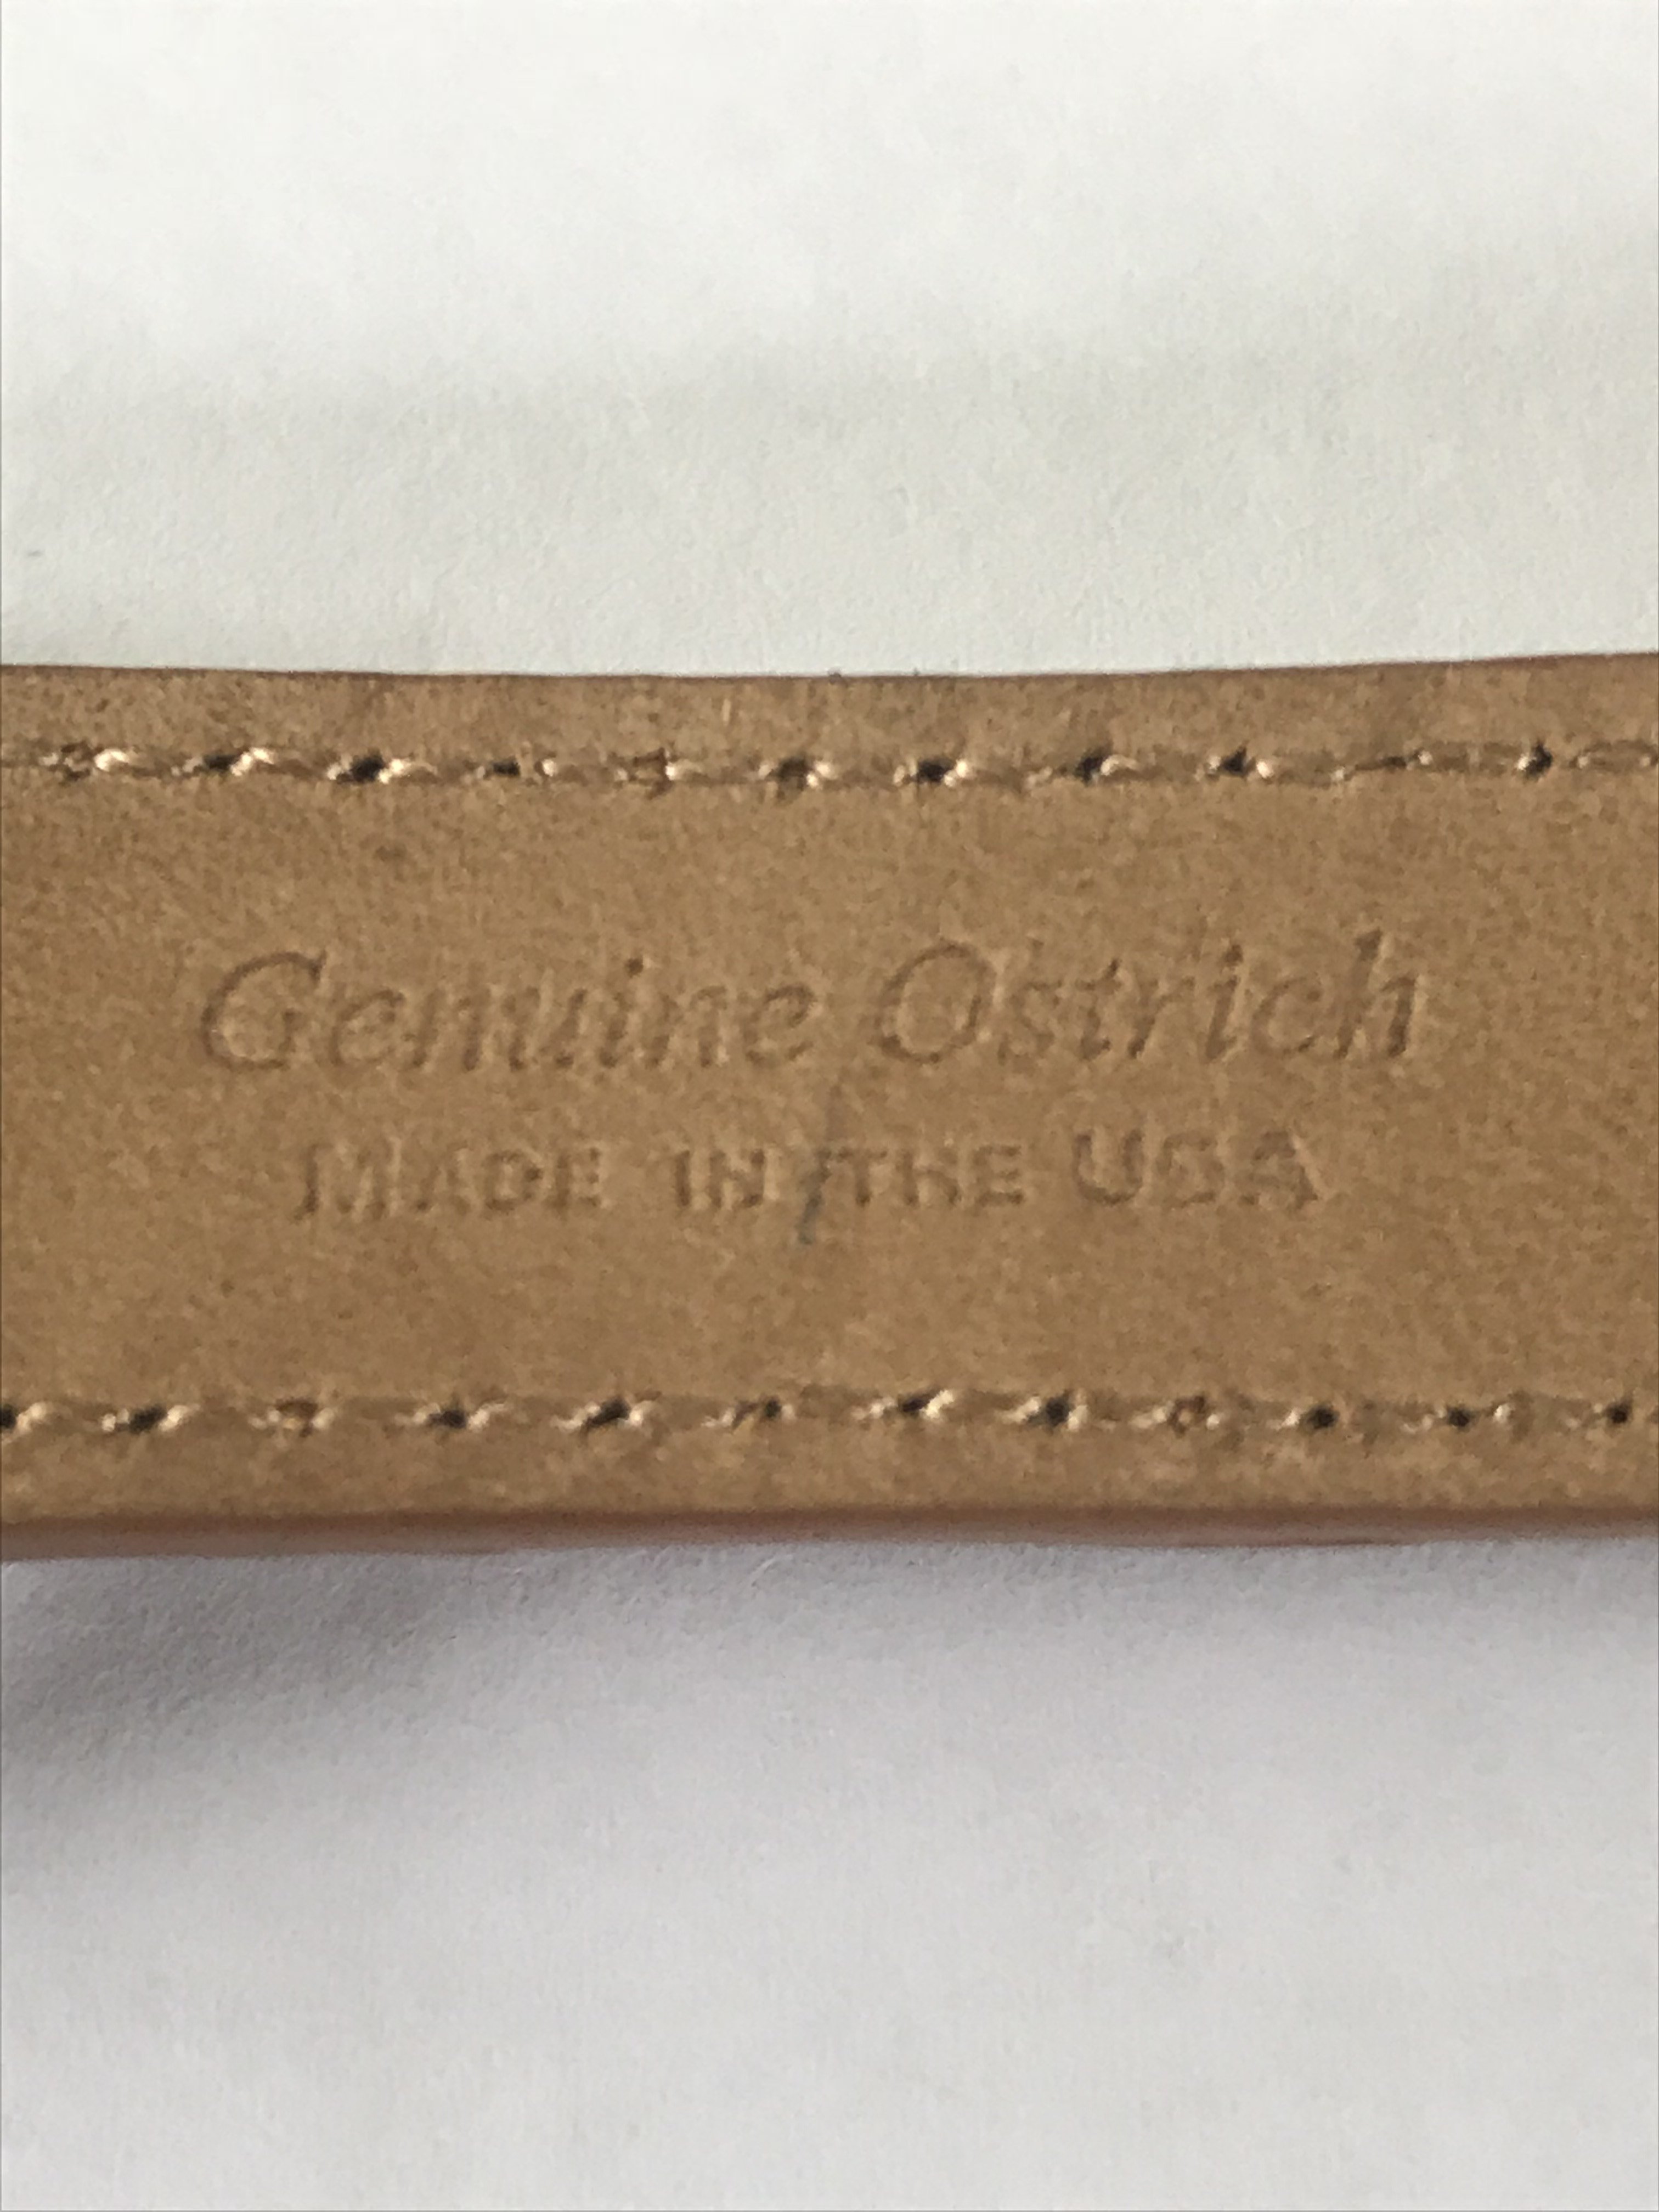 Genuine Ostrich
MADE IN THE USA